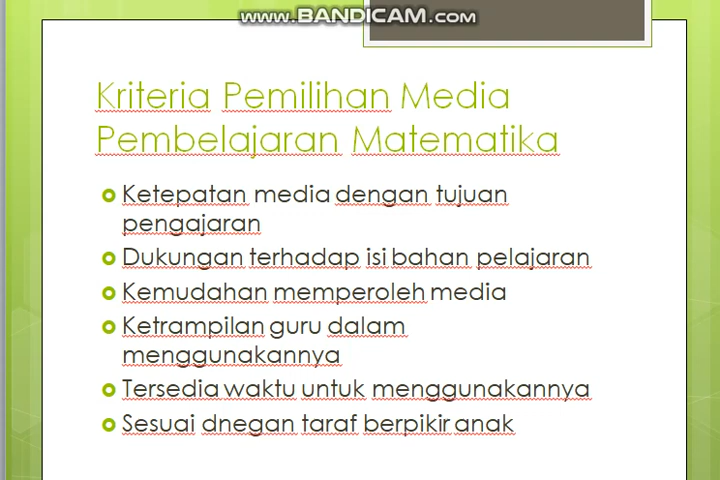 www.BANDICAM.com
Kriteria Pemilihan Media
Pembelajaran Matematika
Ketepatan media dengan tujuan
pengajaran
Dukungan terhadap isi bahan pelajaran
Kemudahan memperoleh media
Ketrampilan guru dalam
menggunakannya
Tersedia waktu untuk menggunakannya
Sesuai dnegan taraf berpikir anak